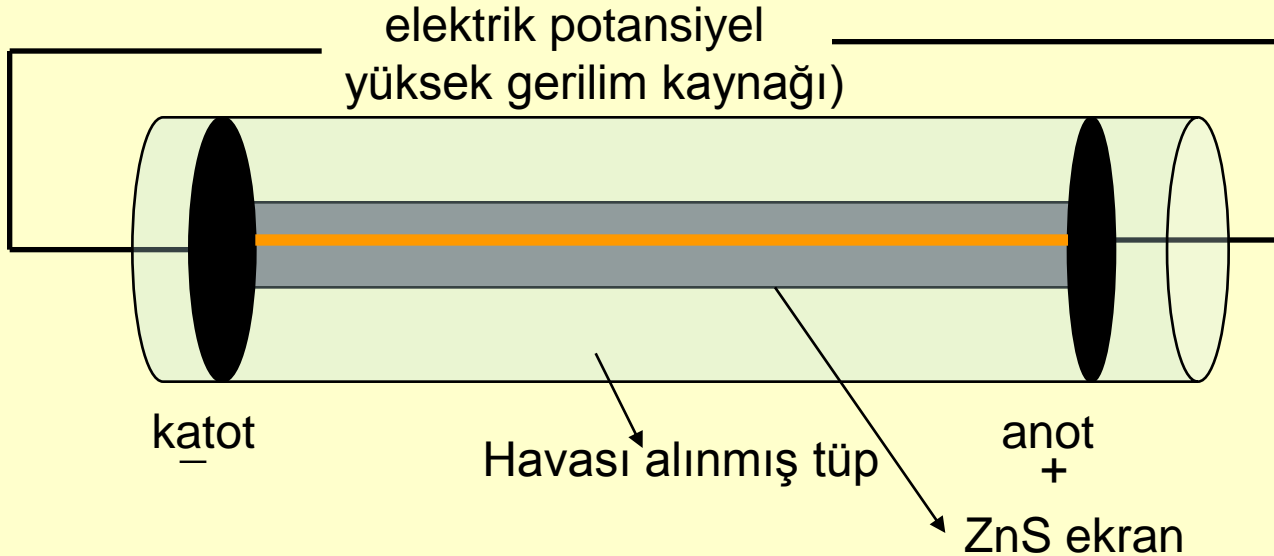 elektrik potansiyel
yüksek gerilim kaynağı)
katot
–
Havası alınmış tüp
anot
+
ZnS ekran